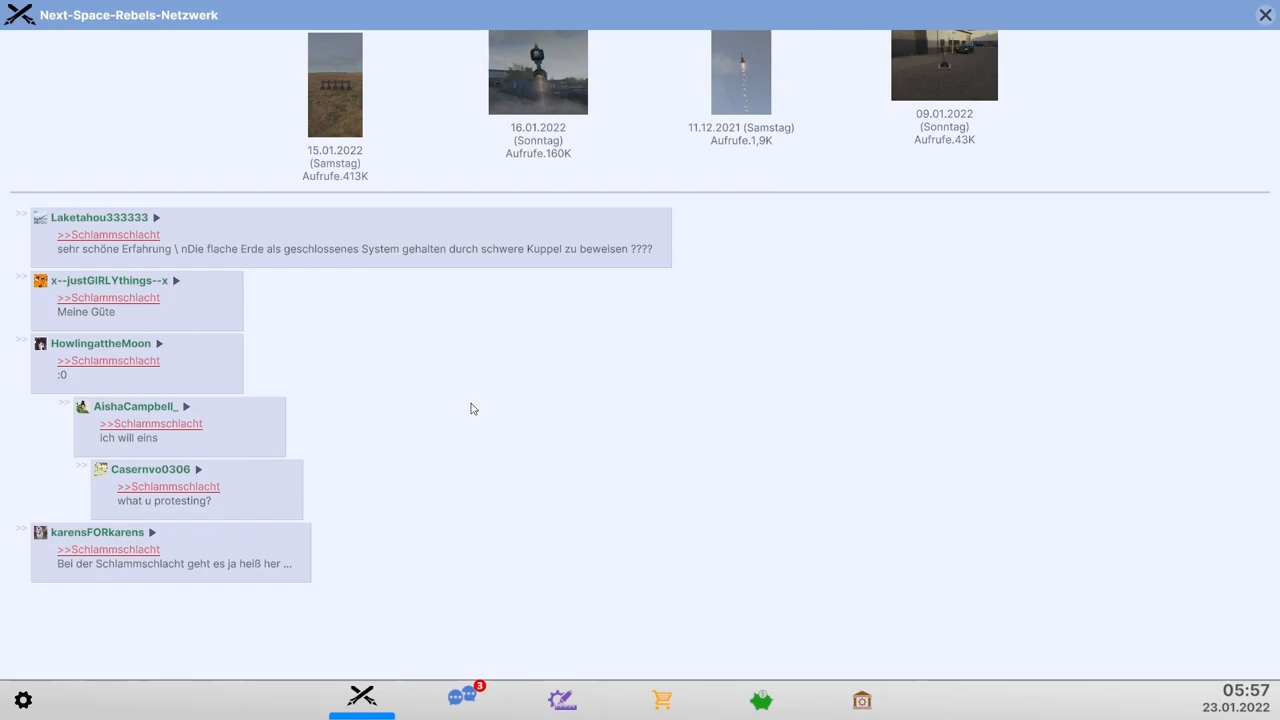 Next-Space-Rebels-Netzwerk
15.01.2022
(Samstag)
Aufrufe.413K
16.01.2022
(Sonntag)
Aufrufe.160K
11.12.2021 (Samstag)
Aufrufe.1,9K
09.01.2022
(Sonntag)
Aufrufe.43K
>> Laketahou333333
>>Schlammschlacht
sehr schöne Erfahrung \ nDie flache Erde als geschlossenes System gehalten durch schwere Kuppel zu beweisen ????
>> x--justGIRLYthings--x
>>Schlammschlacht
Meine Güte
>> HowlingattheMoon
>>Schlammschlacht
:0
>> AishaCampbell_
>>Schlammschlacht
ich will eins
>> Casernvo0306
>>Schlammschlacht
what u protesting?
>> karensFORkarens
>>Schlammschlacht
Bei der Schlammschlacht geht es ja heiß her ...
3
05:57
23.01.2022